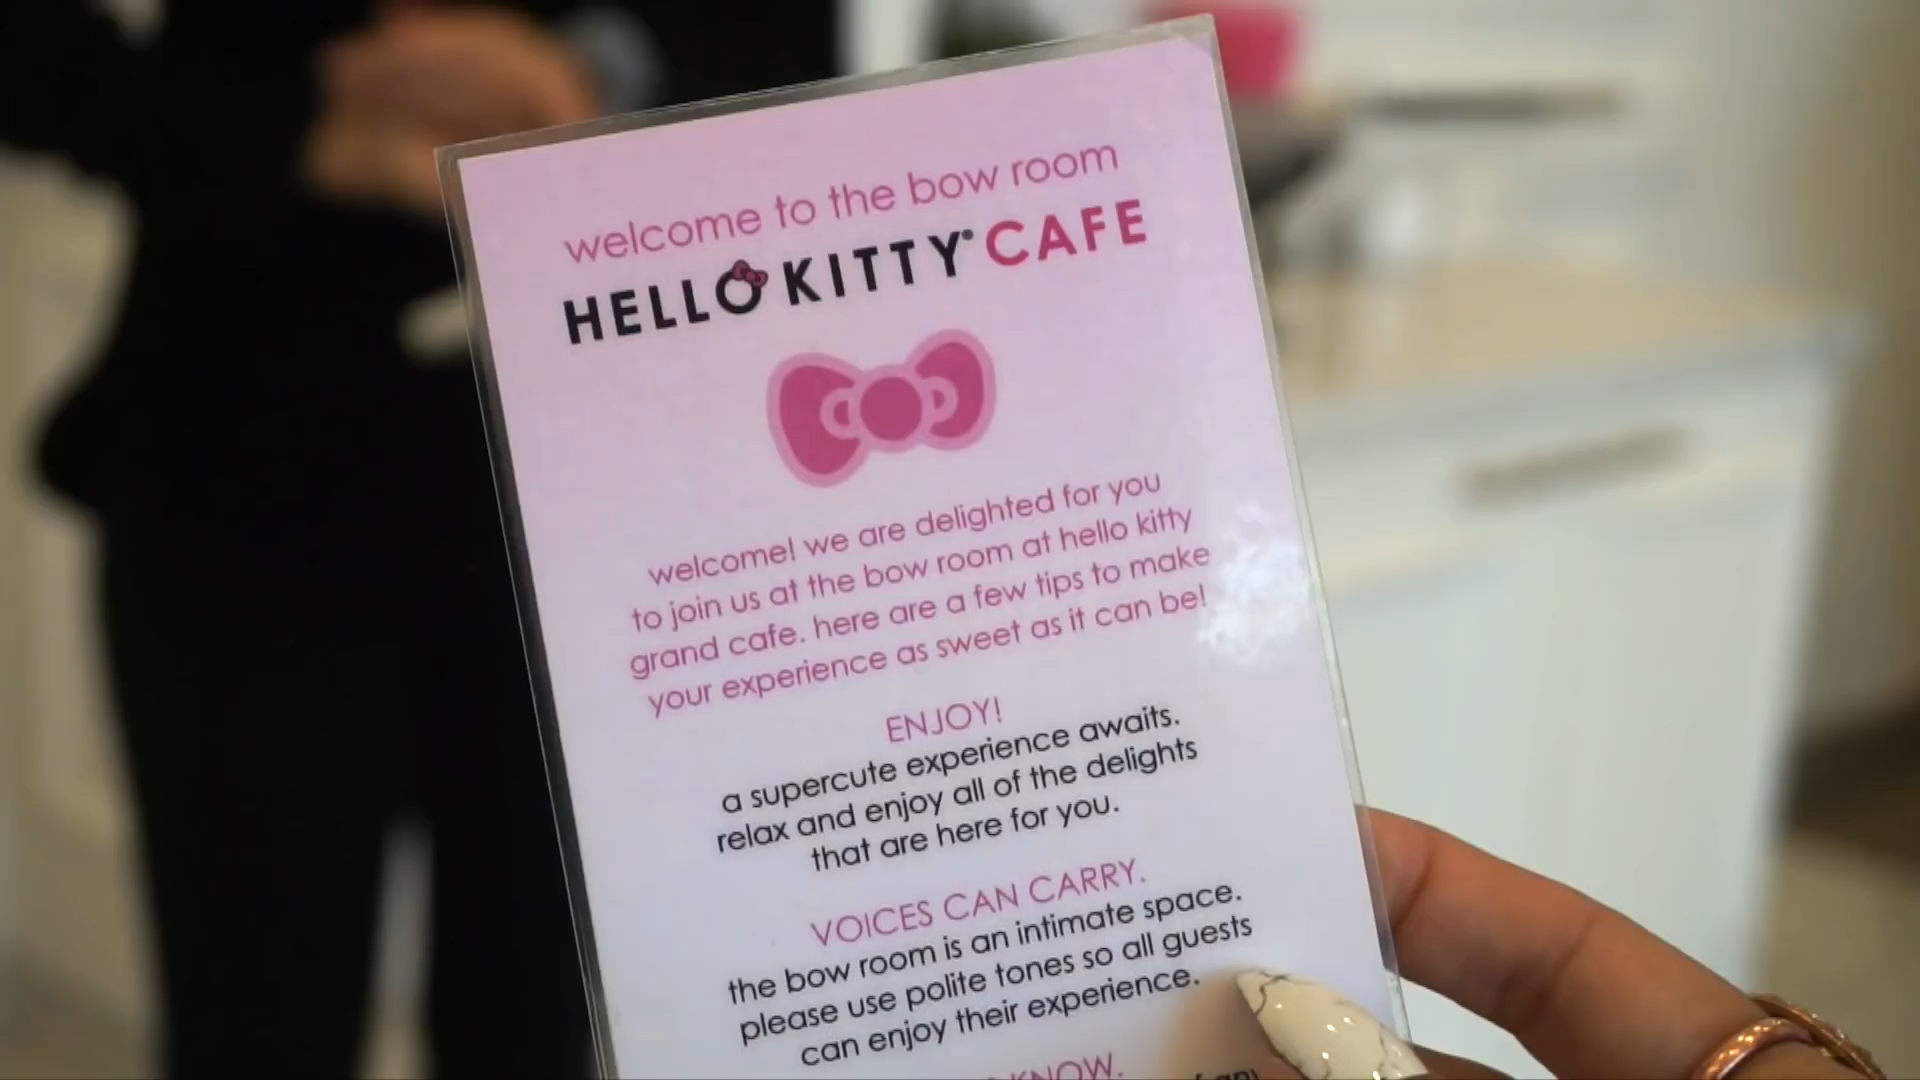 welcome to the bow room
HELLO KITTY® CAFE
welcome! we are delighted for you
to join us at the bow room at hello kitty
grand cafe. here are a few tips to make
your experience as sweet as it can be!
ENJOY!
a supercute experience awaits.
relax and enjoy all of the delights
that are here for you.
VOICES CAN CARRY.
the bow room is an intimate space.
please use polite tones so all guests
can enjoy their experience.
KNOW.